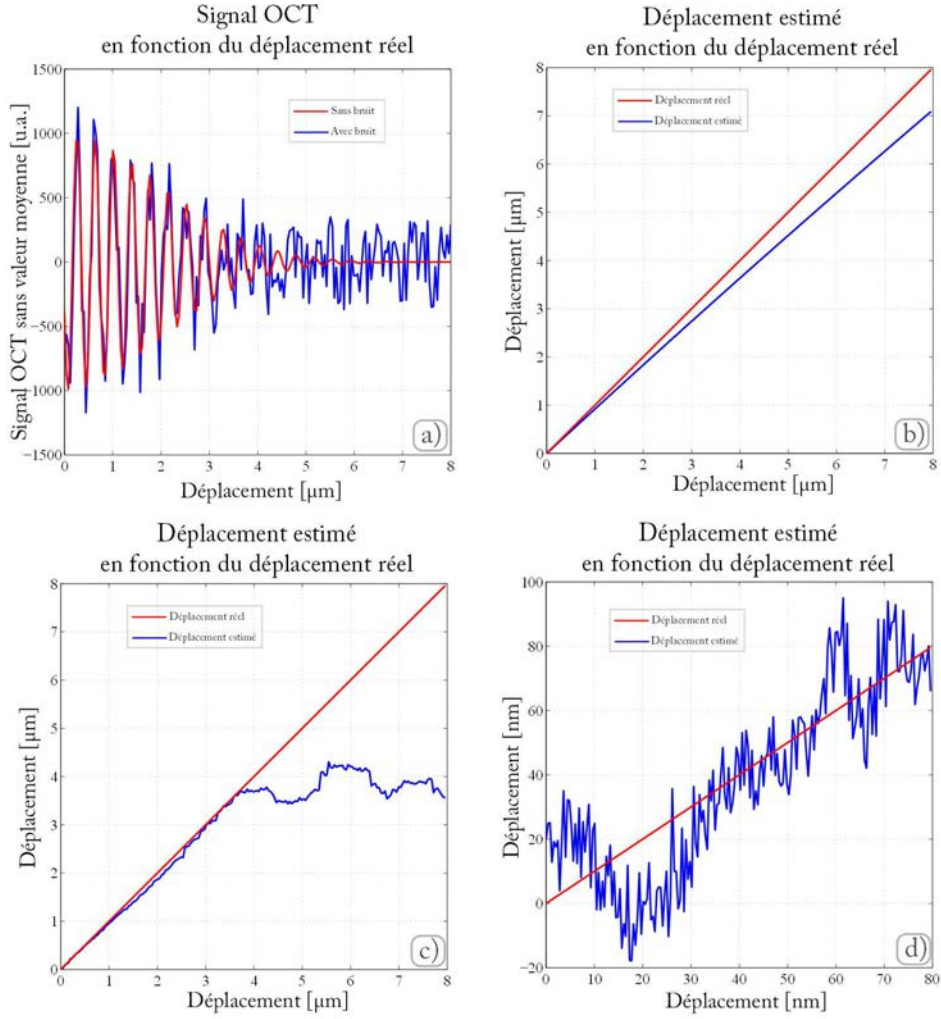 Signal OCT
en fonction du déplacement réel
Signal OCT sans valeur moyenne [u.a.]
1500
1000
500
0
−500
−1000
−1500
Sans bruit
Avec bruit
a)
0 1 2 3 4 5 6 7 8
Déplacement [µm]
Déplacement estimé
en fonction du déplacement réel
Déplacement [µm]
8
7
6
5
4
3
2
1
0
Déplacement réel
Déplacement estimé
b)
0 1 2 3 4 5 6 7 8
Déplacement [µm]
Déplacement estimé
en fonction du déplacement réel
Déplacement [µm]
8
7
6
5
4
3
2
1
0
Déplacement réel
Déplacement estimé
c)
0 1 2 3 4 5 6 7 8
Déplacement [µm]
Déplacement estimé
en fonction du déplacement réel
Déplacement [nm]
100
80
60
40
20
0
−20
Déplacement réel
Déplacement estimé
d)
0 10 20 30 40 50 60 70 80
Déplacement [nm]